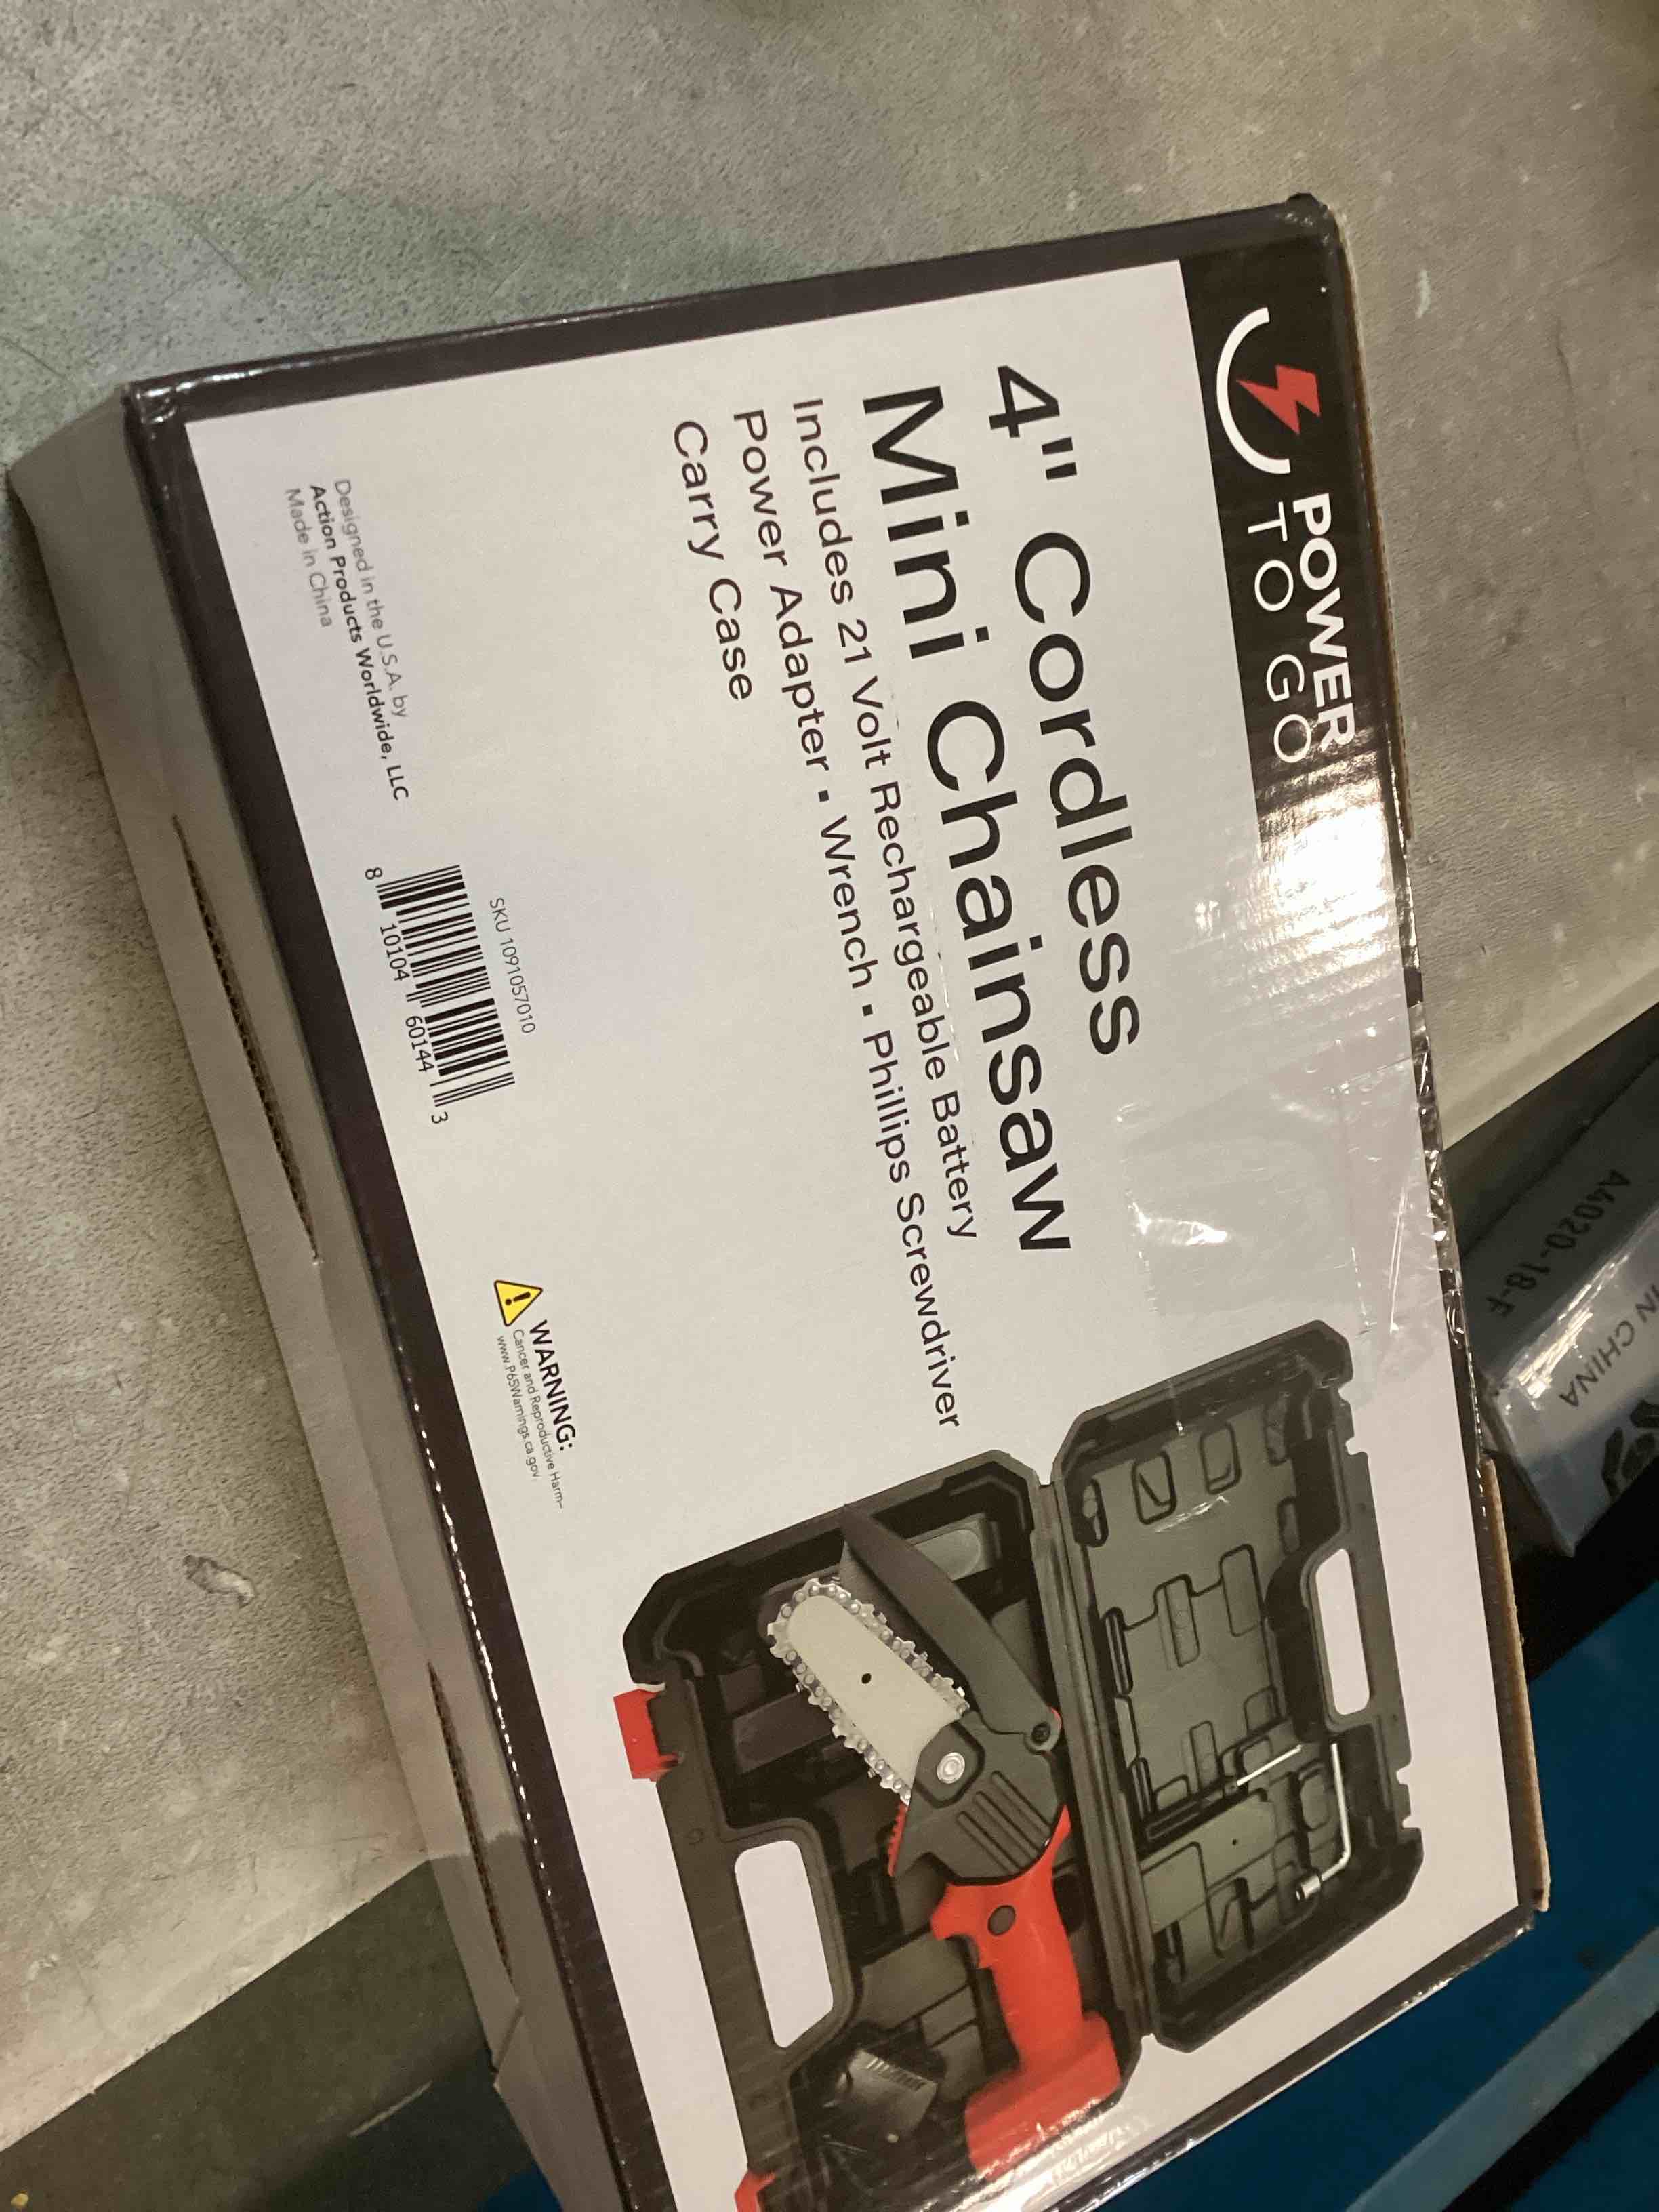 POWER
TO GO
4" Cordless
Mini Chainsaw
Includes 21 Volt Rechargeable Battery
Power Adapter ▪ Wrench ▪ Phillips Screwdriver
Carry Case
Designed in the U.S.A. by
Action Products Worldwide, LLC
Made in China
SKU 1091057010
8 10104 60144 3
WARNING:
Cancer and Reproductive Harm-
www.P65Warnings.ca.gov
A4020-18-F
IN CHINA